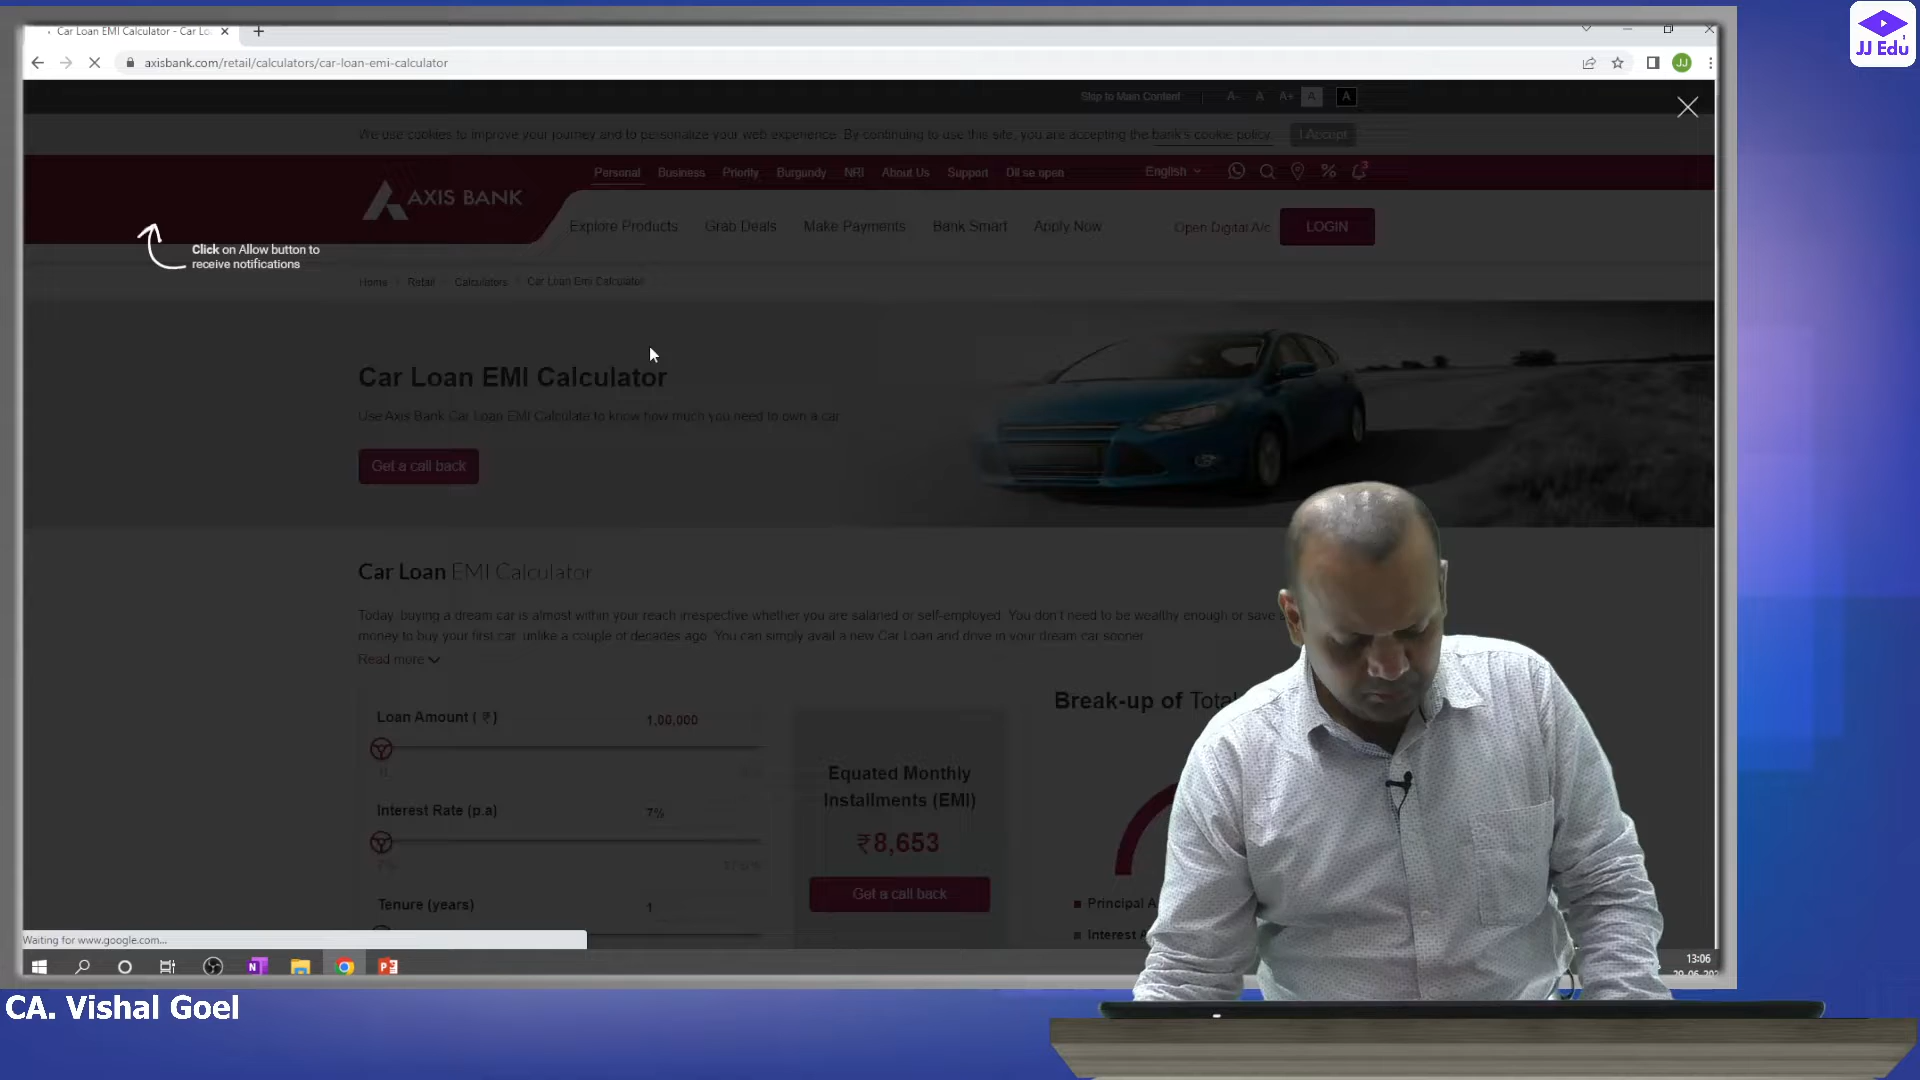 Car Loan EMI Calculator - Car Lo
axisbank.com/retail/calculators/car-loan-emi-calculator
JJ
JJ Edu
Skip to Main Content
A- A A+ A A
We use cookies to improve your journey and to personalize your web experience. By continuing to use this site, you are accepting the bank's cookie policy.
I Accept
AXIS BANK
Personal Business Priority Burgundy NRI About Us Support Dil se open
English
3
Explore Products Grab Deals Make Payments Bank Smart Apply Now
Open Digital A/c
LOGIN
Click on Allow button to
receive notifications
Home Retail Calculators Car Loan Emi Calculator
Car Loan EMI Calculator
Use Axis Bank Car Loan EMI Calculate to know how much you need to own a car
Get a call back
Car Loan EMI Calculator
Today, buying a dream car is almost within your reach irrespective whether you are salaried or self-employed. You don't need to be wealthy enough or save
money to buy your first car, unlike a couple of decades ago. You can simply avail a new Car Loan and drive in your dream car sooner.
Read more
Loan Amount ( ₹ )
1,00,000
Interest Rate (p.a)
7%
7%
Tenure (years)
1
Equated Monthly
Installments (EMI)
₹8,653
Get a call back
Break-up of Tota
Principal A
Interest A
Waiting for www.google.com...
N
P
13:06
CA. Vishal Goel